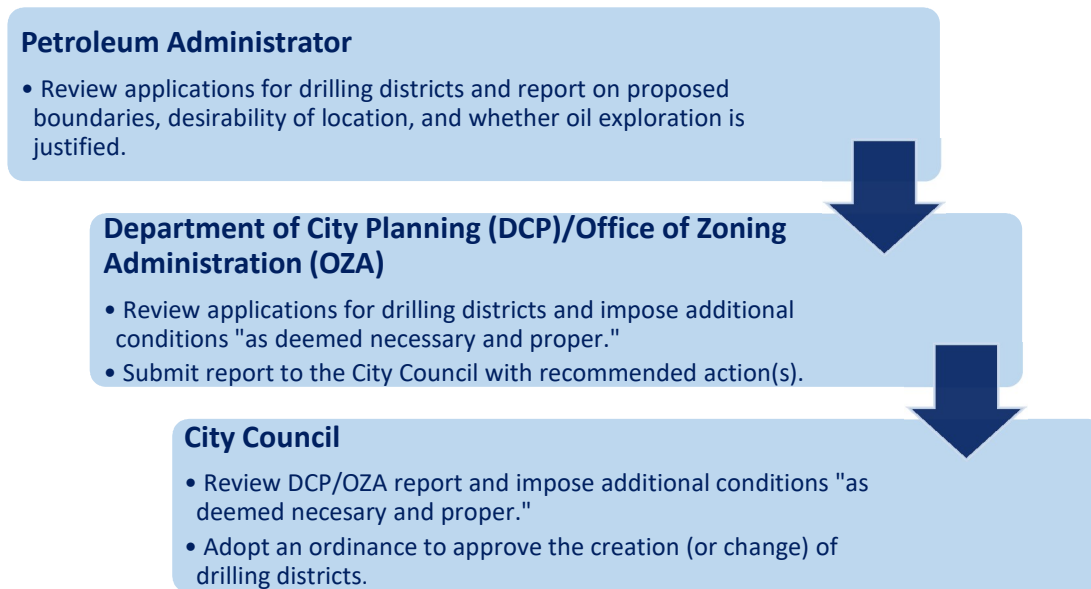 Petroleum Administrator
• Review applications for drilling districts and report on proposed
boundaries, desirability of location, and whether oil exploration is
justified.
Department of City Planning (DCP)/Office of Zoning
Administration (OZA)
• Review applications for drilling districts and impose additional
conditions "as deemed necessary and proper."
• Submit report to the City Council with recommended action(s).
City Council
• Review DCP/OZA report and impose additional conditions "as
deemed necesary and proper."
• Adopt an ordinance to approve the creation (or change) of
drilling districts.